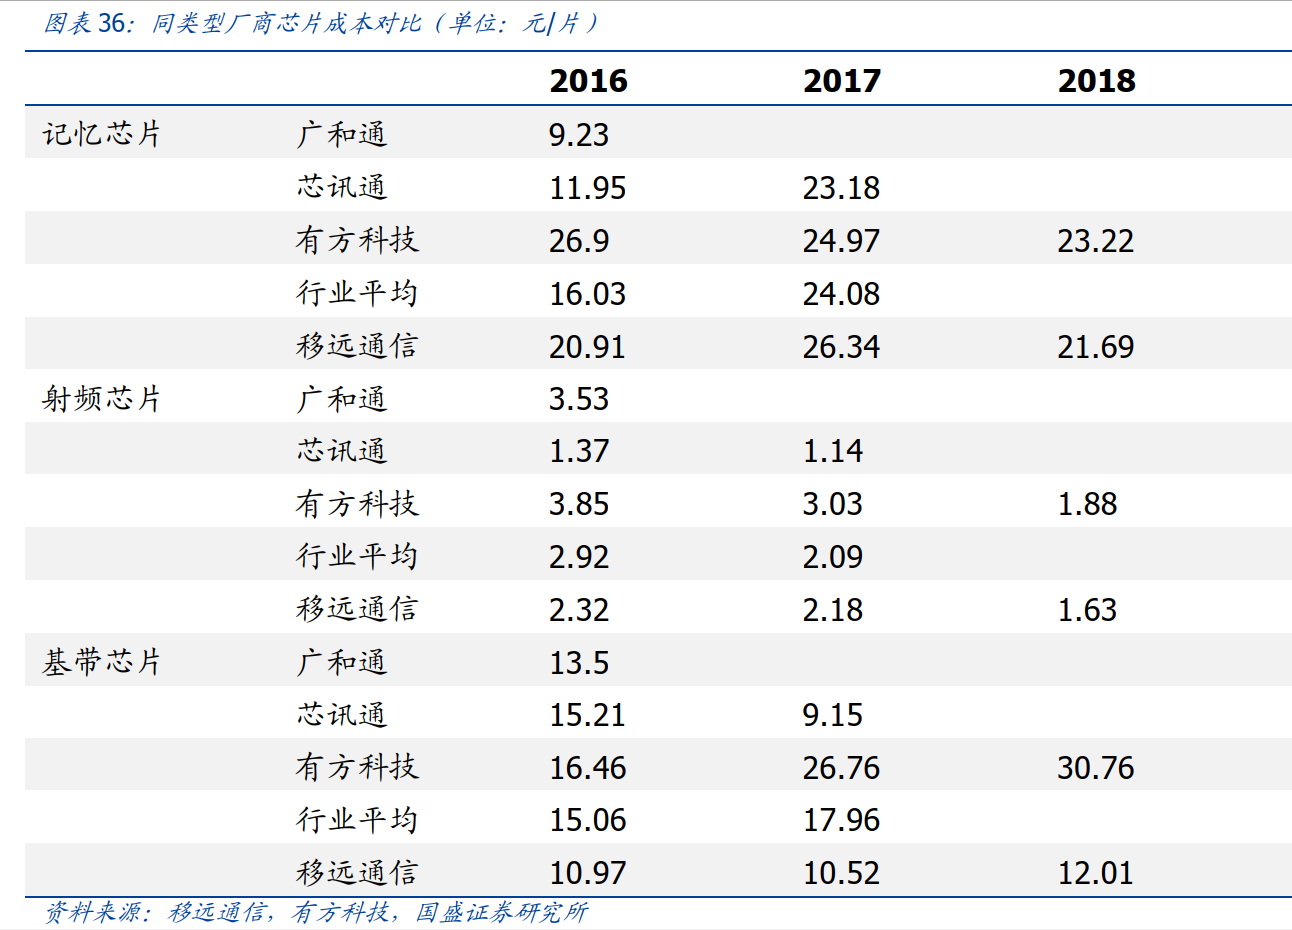 图表 36：同类型厂商芯片成本对比（单位：元/片）
2016 2017 2018
记忆芯片 广和通 9.23
芯讯通 11.95 23.18
有方科技 26.9 24.97 23.22
行业平均 16.03 24.08
移远通信 20.91 26.34 21.69
射频芯片 广和通 3.53
芯讯通 1.37 1.14
有方科技 3.85 3.03 1.88
行业平均 2.92 2.09
移远通信 2.32 2.18 1.63
基带芯片 广和通 13.5
芯讯通 15.21 9.15
有方科技 16.46 26.76 30.76
行业平均 15.06 17.96
移远通信 10.97 10.52 12.01
资料来源：移远通信，有方科技，国盛证券研究所